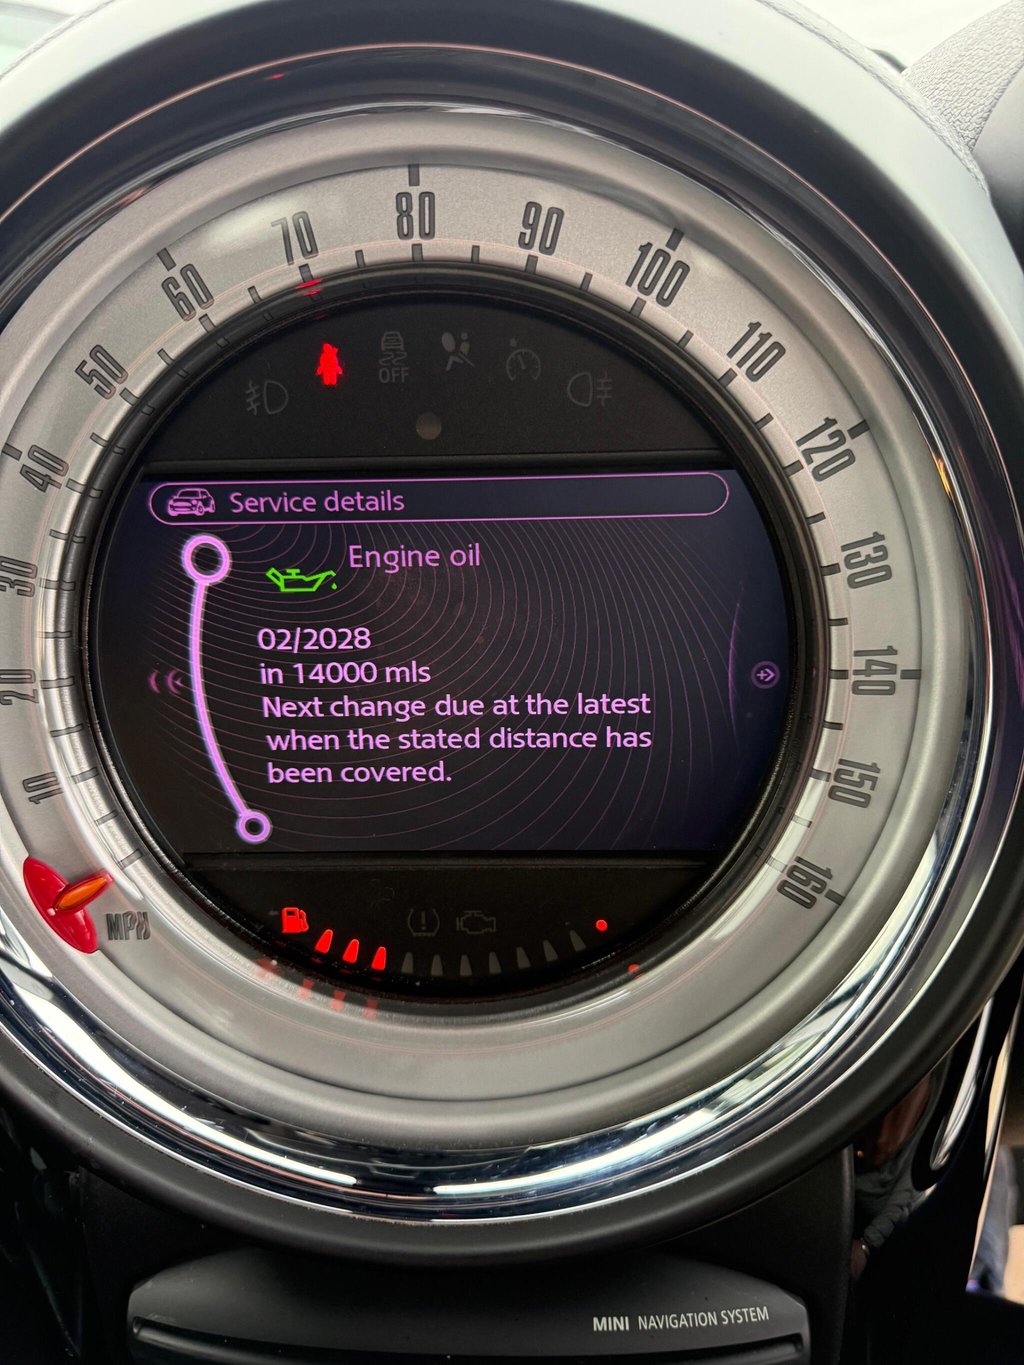 80
70
90
60
100
50
110
40
120
30
130
20
140
10
150
160
MPH
OFF
Service details
Engine oil
02/2028
in 14000 mls
Next change due at the latest
when the stated distance has
been covered.
MINI NAVIGATION SYSTEM